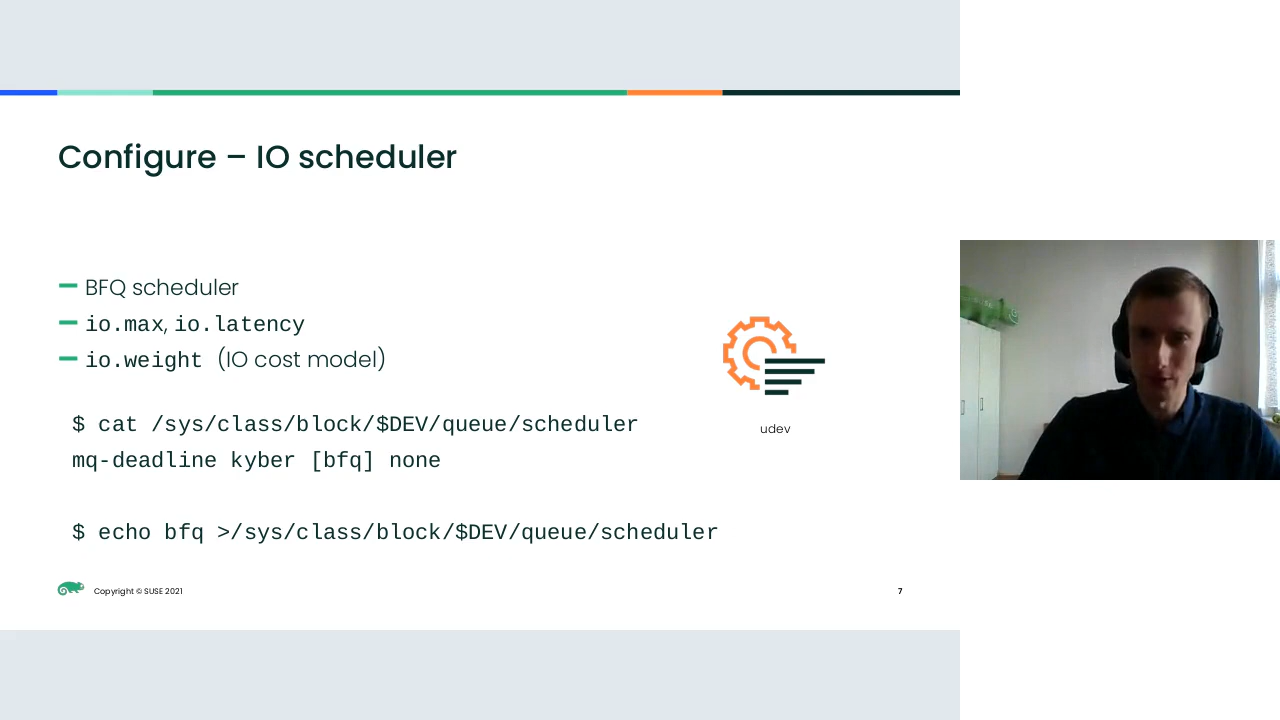 Configure – IO scheduler
BFQ scheduler
io.max, io.latency
io.weight (IO cost model)
$ cat /sys/class/block/$DEV/queue/scheduler
mq-deadline kyber [bfq] none
$ echo bfq >/sys/class/block/$DEV/queue/scheduler
udev
Copyright © SUSE 2021
7